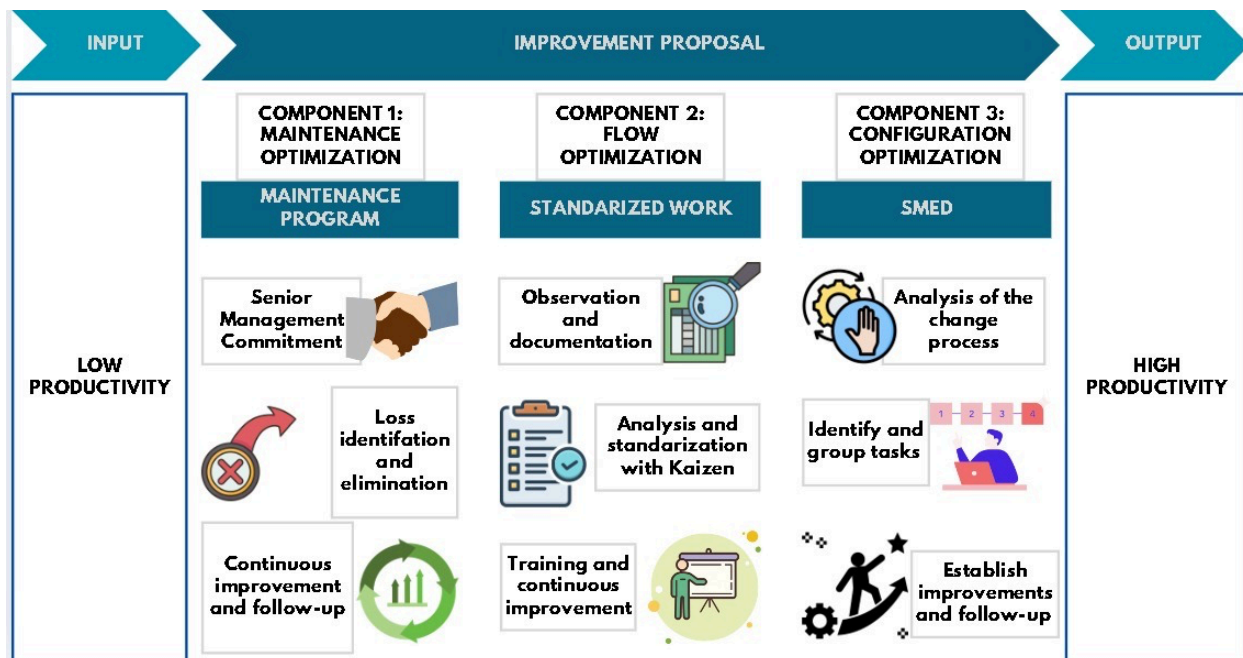 INPUT
IMPROVEMENT PROPOSAL
OUTPUT
LOW
PRODUCTIVITY
COMPONENT 1:
MAINTENANCE
OPTIMIZATION
MAINTENANCE
PROGRAM
Senior
Management
Commitment
Loss
identifation
and
elimination
Continuous
improvement
and follow-up
COMPONENT 2:
FLOW
OPTIMIZATION
STANDARIZED WORK
Observation
and
documentation
i
Analysis and
standarization
with Kaizen
Training and
continuous
improvement
COMPONENT 3:
CONFIGURATION
OPTIMIZATION
SMED
Analysis of the
change
process
Identify and
group tasks
1 2 3 4
Establish
improvements
and follow-up
HIGH
PRODUCTIVITY